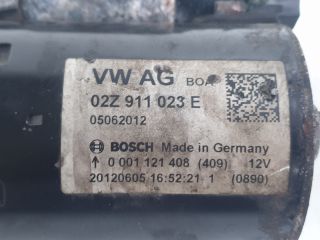 VW AG BOA
02Z 911 023 E
05062012
BOSCH Made in Germany
0 001 121 408 (409) 12V
20120605 16:52:21 1 (0890)